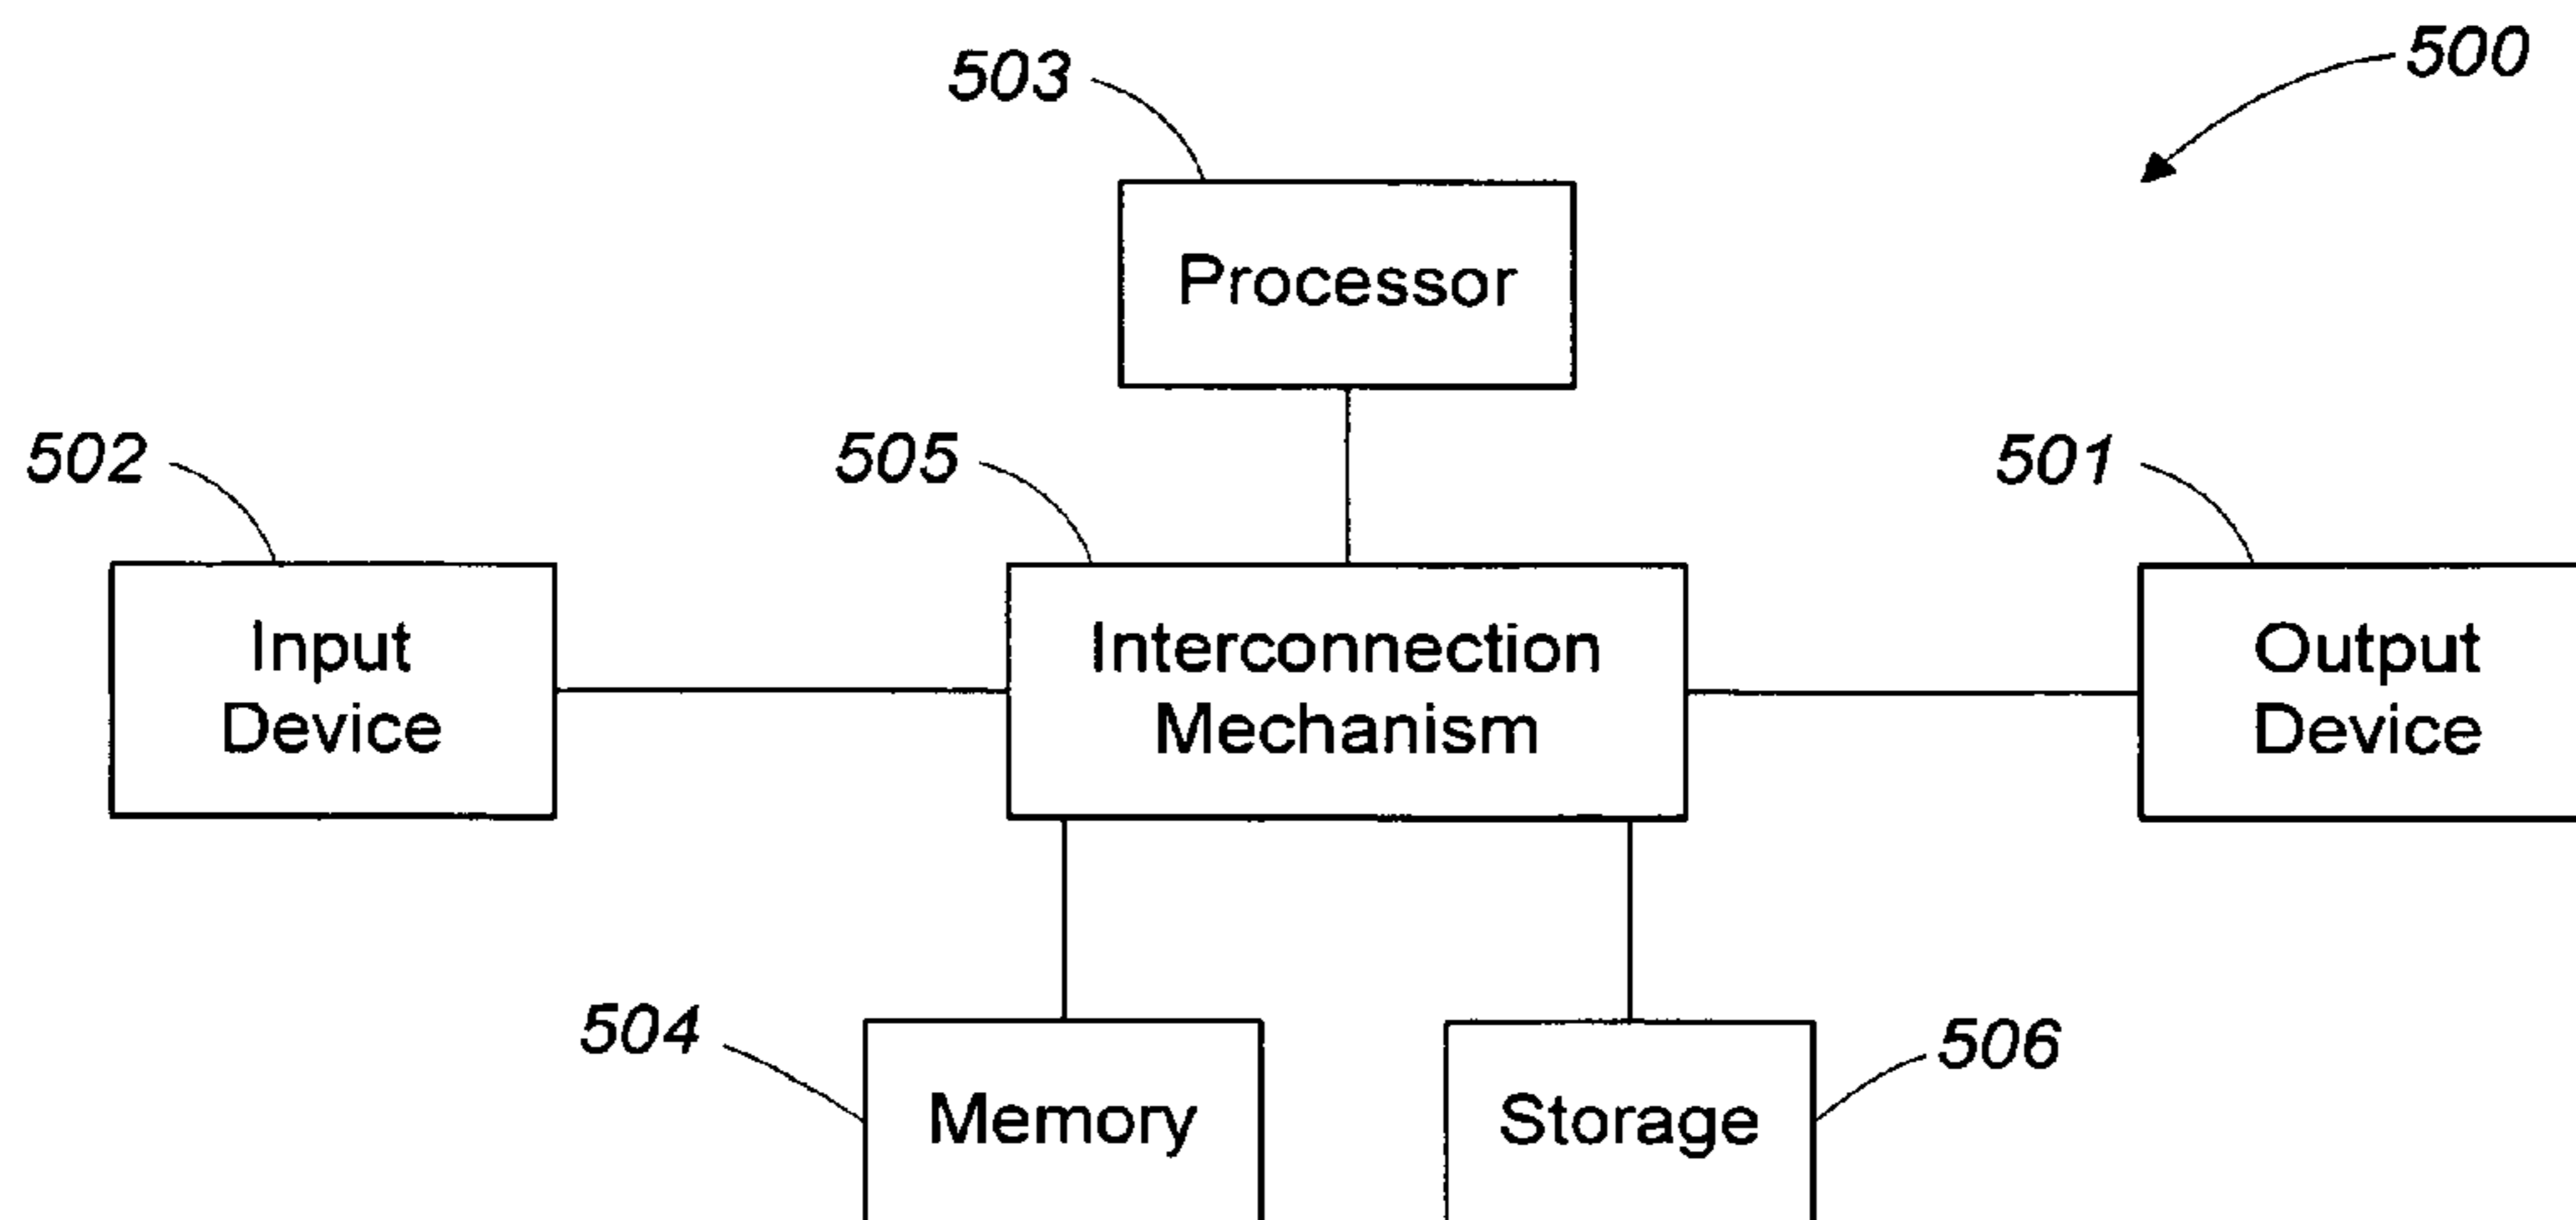 500
503
Processor
502
505
501
Input
Device
Interconnection
Mechanism
Output
Device
504
506
Memory
Storage